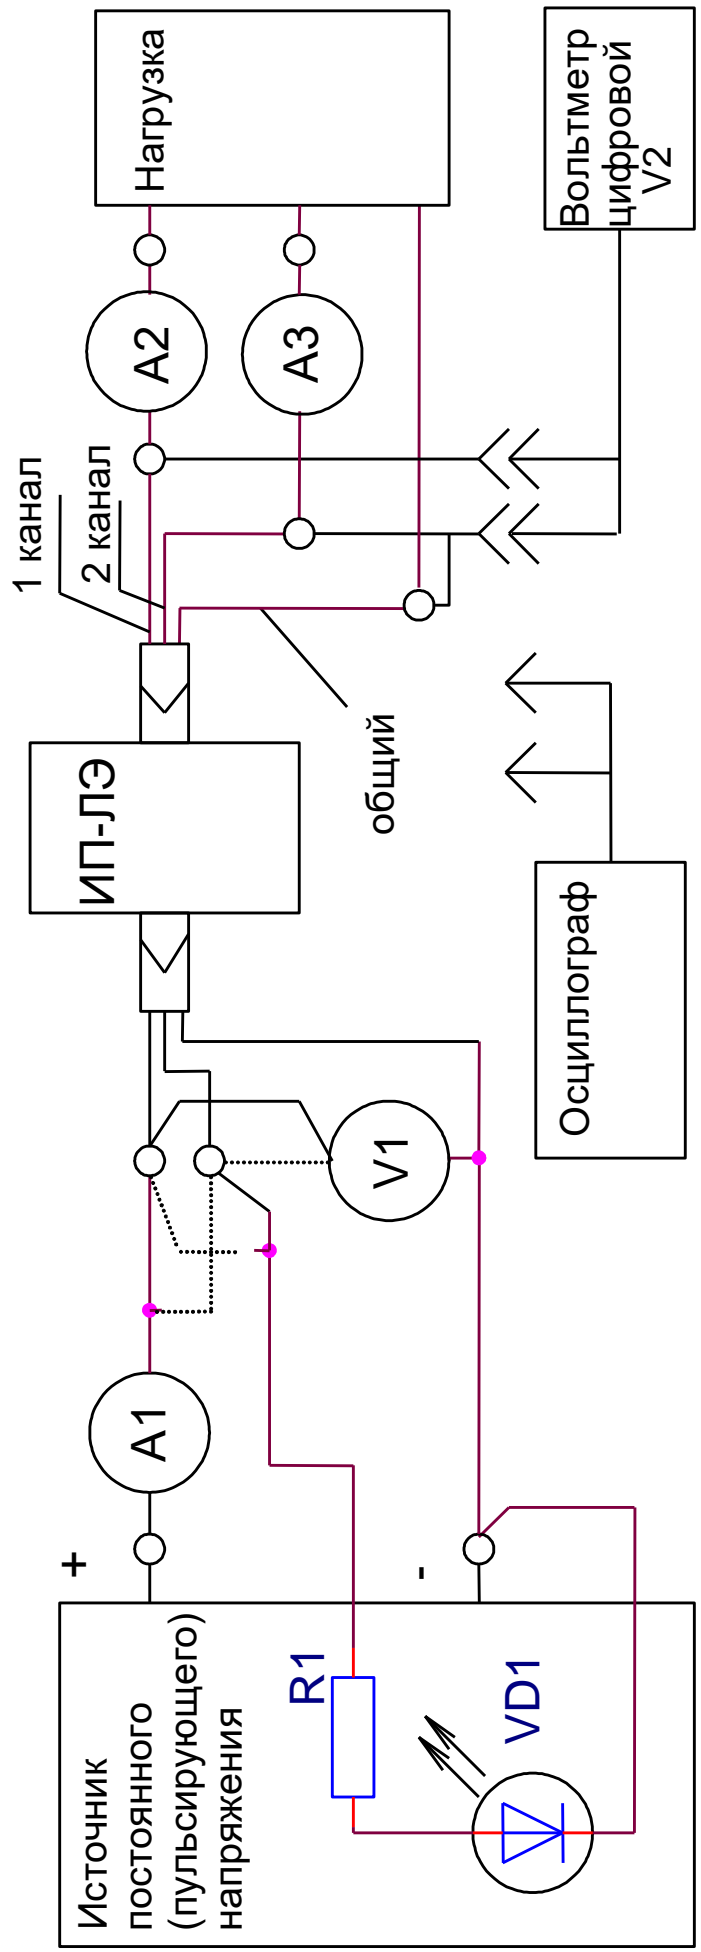 Источник
постоянного
(пульсирующего)
напряжения
+
-
R1
VD1
A1
V1
ИП-ЛЭ
1 канал
2 канал
общий
A2
A3
Нагрузка
Осциллограф
Вольтметр
цифровой
V2